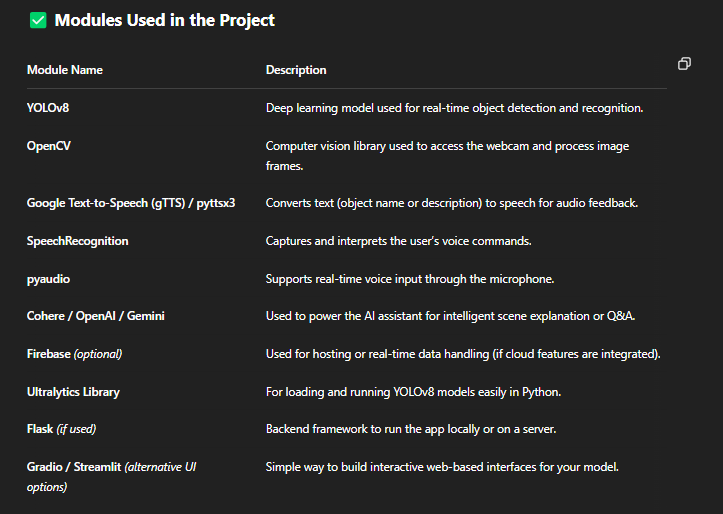 ✅ Modules Used in the Project
Module Name Description
YOLOv8 Deep learning model used for real-time object detection and recognition.
OpenCV Computer vision library used to access the webcam and process image
frames.
Google Text-to-Speech (gTTS) / pyttsx3 Converts text (object name or description) to speech for audio feedback.
SpeechRecognition Captures and interprets the user's voice commands.
pyaudio Supports real-time voice input through the microphone.
Cohere / OpenAI / Gemini Used to power the AI assistant for intelligent scene explanation or Q&A.
Firebase (optional) Used for hosting or real-time data handling (if cloud features are integrated).
Ultralytics Library For loading and running YOLOv8 models easily in Python.
Flask (if used) Backend framework to run the app locally or on a server.
Gradio / Streamlit (alternative UI Simple way to build interactive web-based interfaces for your model.
options)